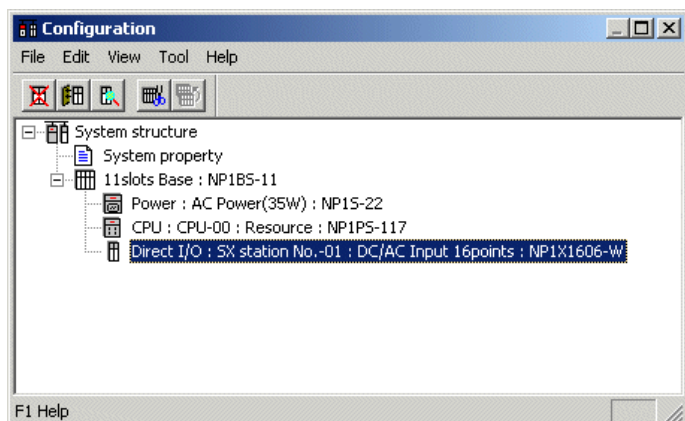 Configuration
File Edit View Tool Help
System structure
System property
11slots Base : NP1BS-11
Power : AC Power(35W) : NP1S-22
CPU : CPU-00 : Resource : NP1PS-117
Direct I/O : SX station No.-01 : DC/AC Input 16points : NP1X1606-W
F1 Help